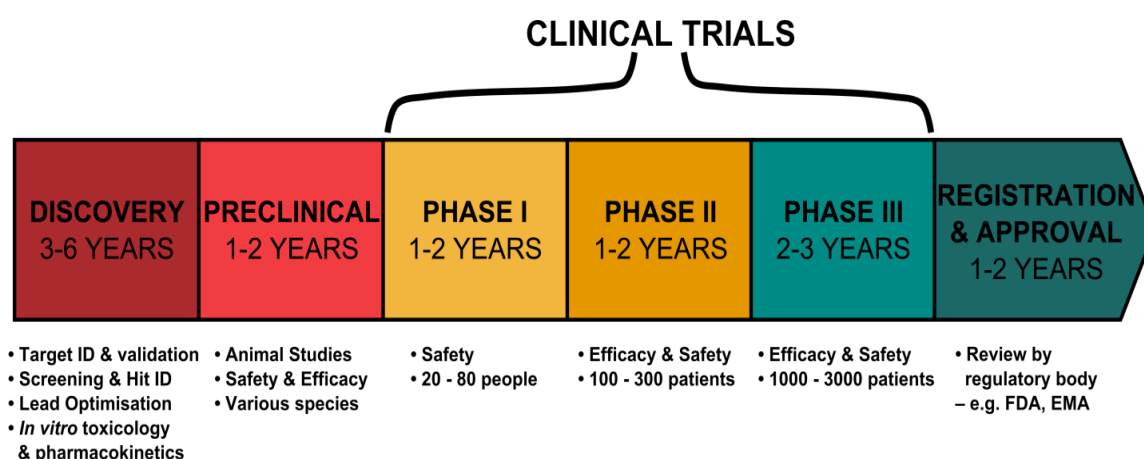 CLINICAL TRIALS
DISCOVERY
3-6 YEARS
PRECLINICAL
1-2 YEARS
PHASE I
1-2 YEARS
PHASE II
1-2 YEARS
PHASE III
2-3 YEARS
REGISTRATION
& APPROVAL
1-2 YEARS
• Target ID & validation
• Screening & Hit ID
• Lead Optimisation
• In vitro toxicology
& pharmacokinetics
• Animal Studies
• Safety & Efficacy
• Various species
• Safety
• 20 - 80 people
• Efficacy & Safety
• 100 - 300 patients
• Efficacy & Safety
• 1000 - 3000 patients
• Review by
regulatory body
– e.g. FDA, EMA